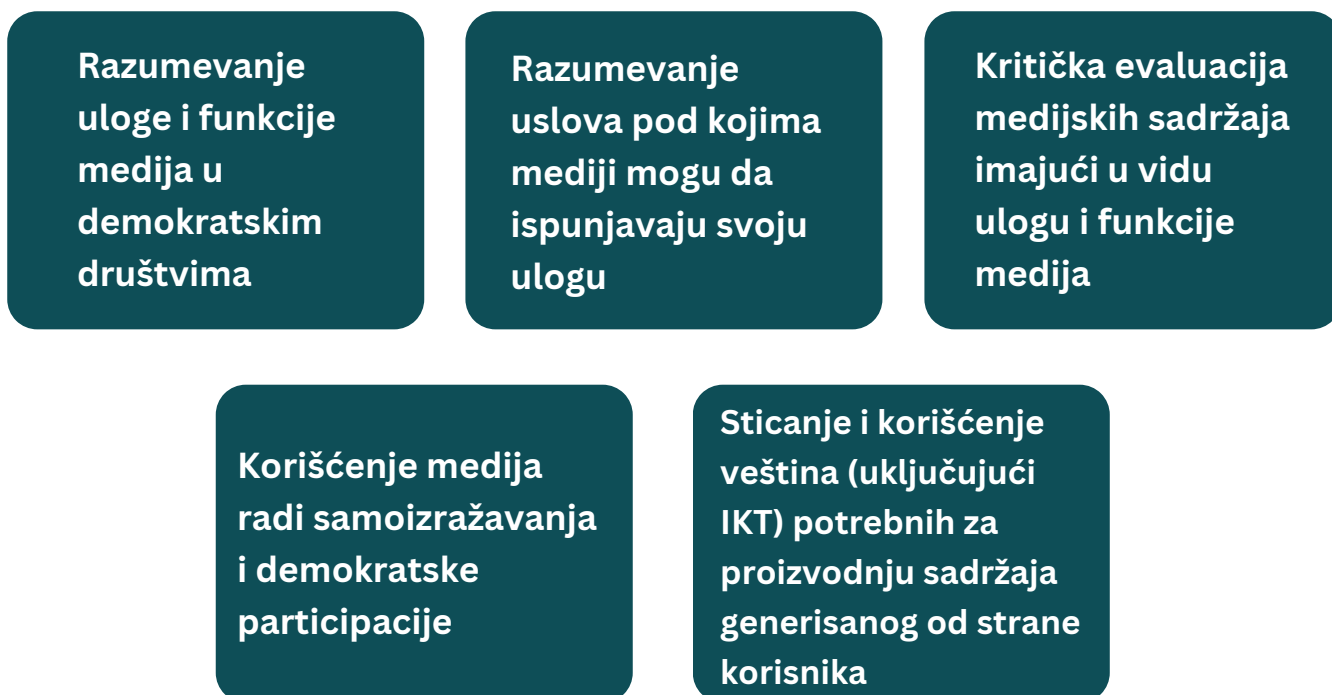 Razumevanje
uloge i funkcije
medija u
demokratskim
društvima
Razumevanje
uslova pod kojima
mediji mogu da
ispunjavaju svoju
ulogu
Kritička evaluacija
medijskih sadržaja
imajući u vidu
ulogu i funkcije
medija
Korišćenje medija
radi samoizražavanja
i demokratske
participacije
Sticanje i korišćenje
veština (uključujući
IKT) potrebnih za
proizvodnju sadržaja
generisanog od strane
korisnika